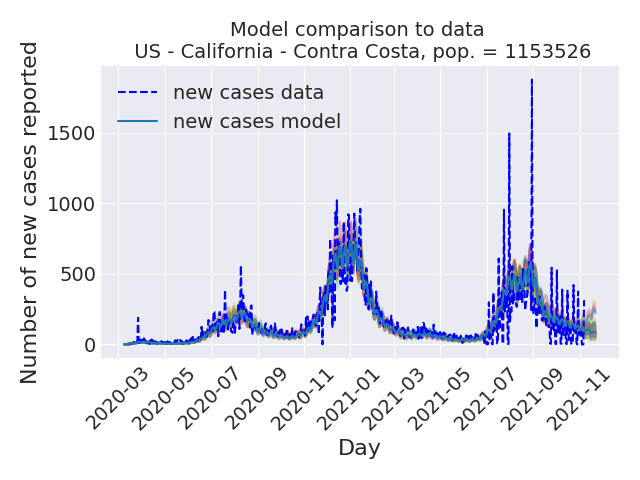 Model comparison to data
US - California - Contra Costa, pop. = 1153526
Number of new cases reported
new cases data
new cases model
1500
1000
500
0
2020-03
2020-05
2020-07
2020-09
2020-11
2021-01
2021-03
2021-05
2021-07
2021-09
2021-11
Day